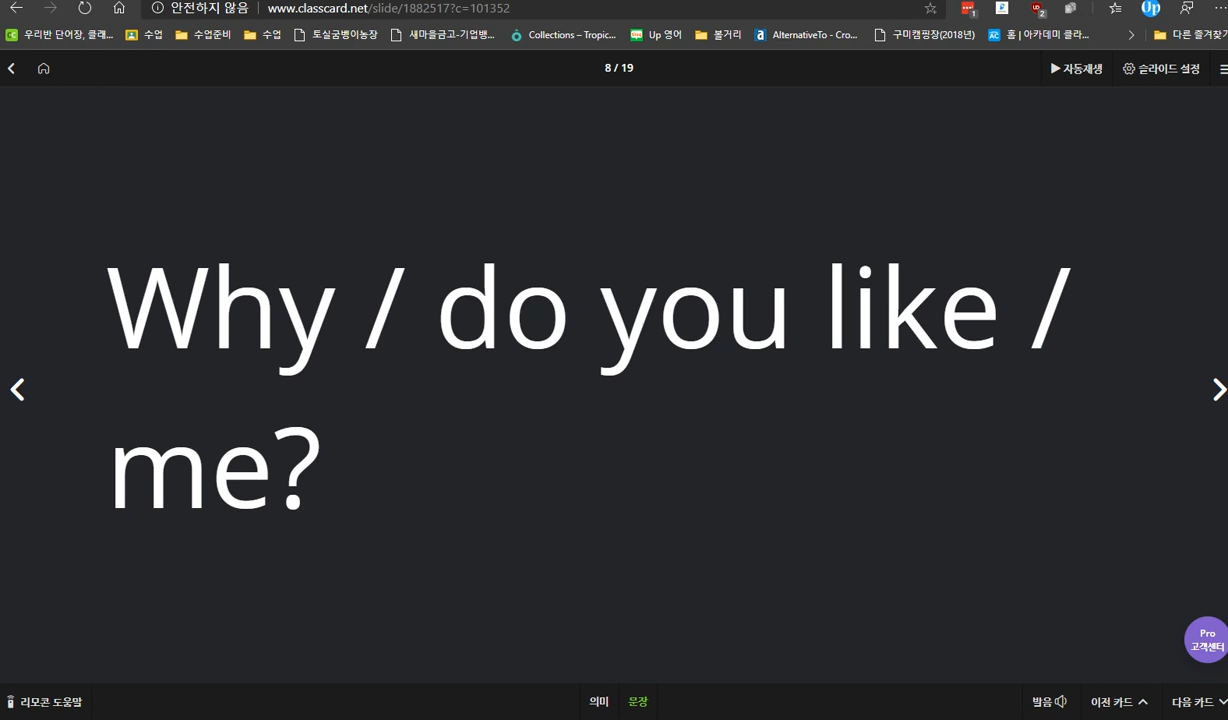 안전하지 않음 www.classcard.net/slide/1882517?c=101352
우리반 단어장, 클래... 수업 수업준비 수업 토실굼벵이농장 새마을금고-기업뱅... Collections – Tropic... Up 영어 볼거리 AlternativeTo - Cro... 구미캠핑장(2018년) 홈 | 아카데미 클라... 다른 즐겨찾기
8 / 19 자동재생 슬라이드 설정
Why / do you like /
me?
Pro
고객센터
리모콘 도움말 의미 문장 발음 이전 카드 다음 카드